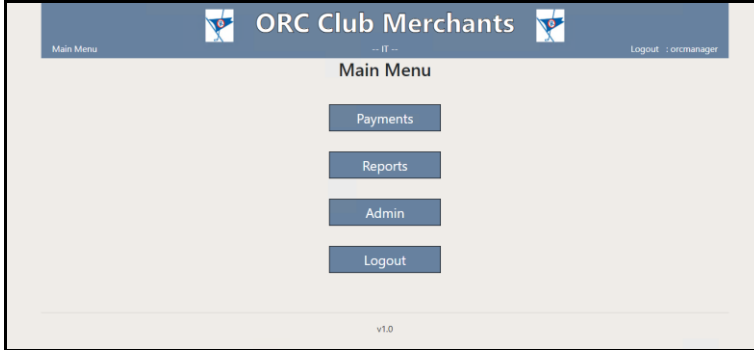 ORC Club Merchants
Main Menu -- IT -- Logout : orcmanager
Main Menu
Payments
Reports
Admin
Logout
v1.0